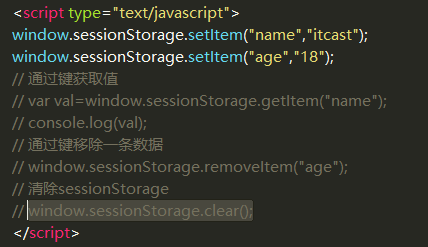 <script type="text/javascript">
window.sessionStorage.setItem("name","itcast");
window.sessionStorage.setItem("age","18");
// 通过键获取值
// var val=window.sessionStorage.getItem("name");
// console.log(val);
// 通过键移除一条数据
// window.sessionStorage.removeItem("age");
// 清除sessionStorage
// window.sessionStorage.clear();
</script>